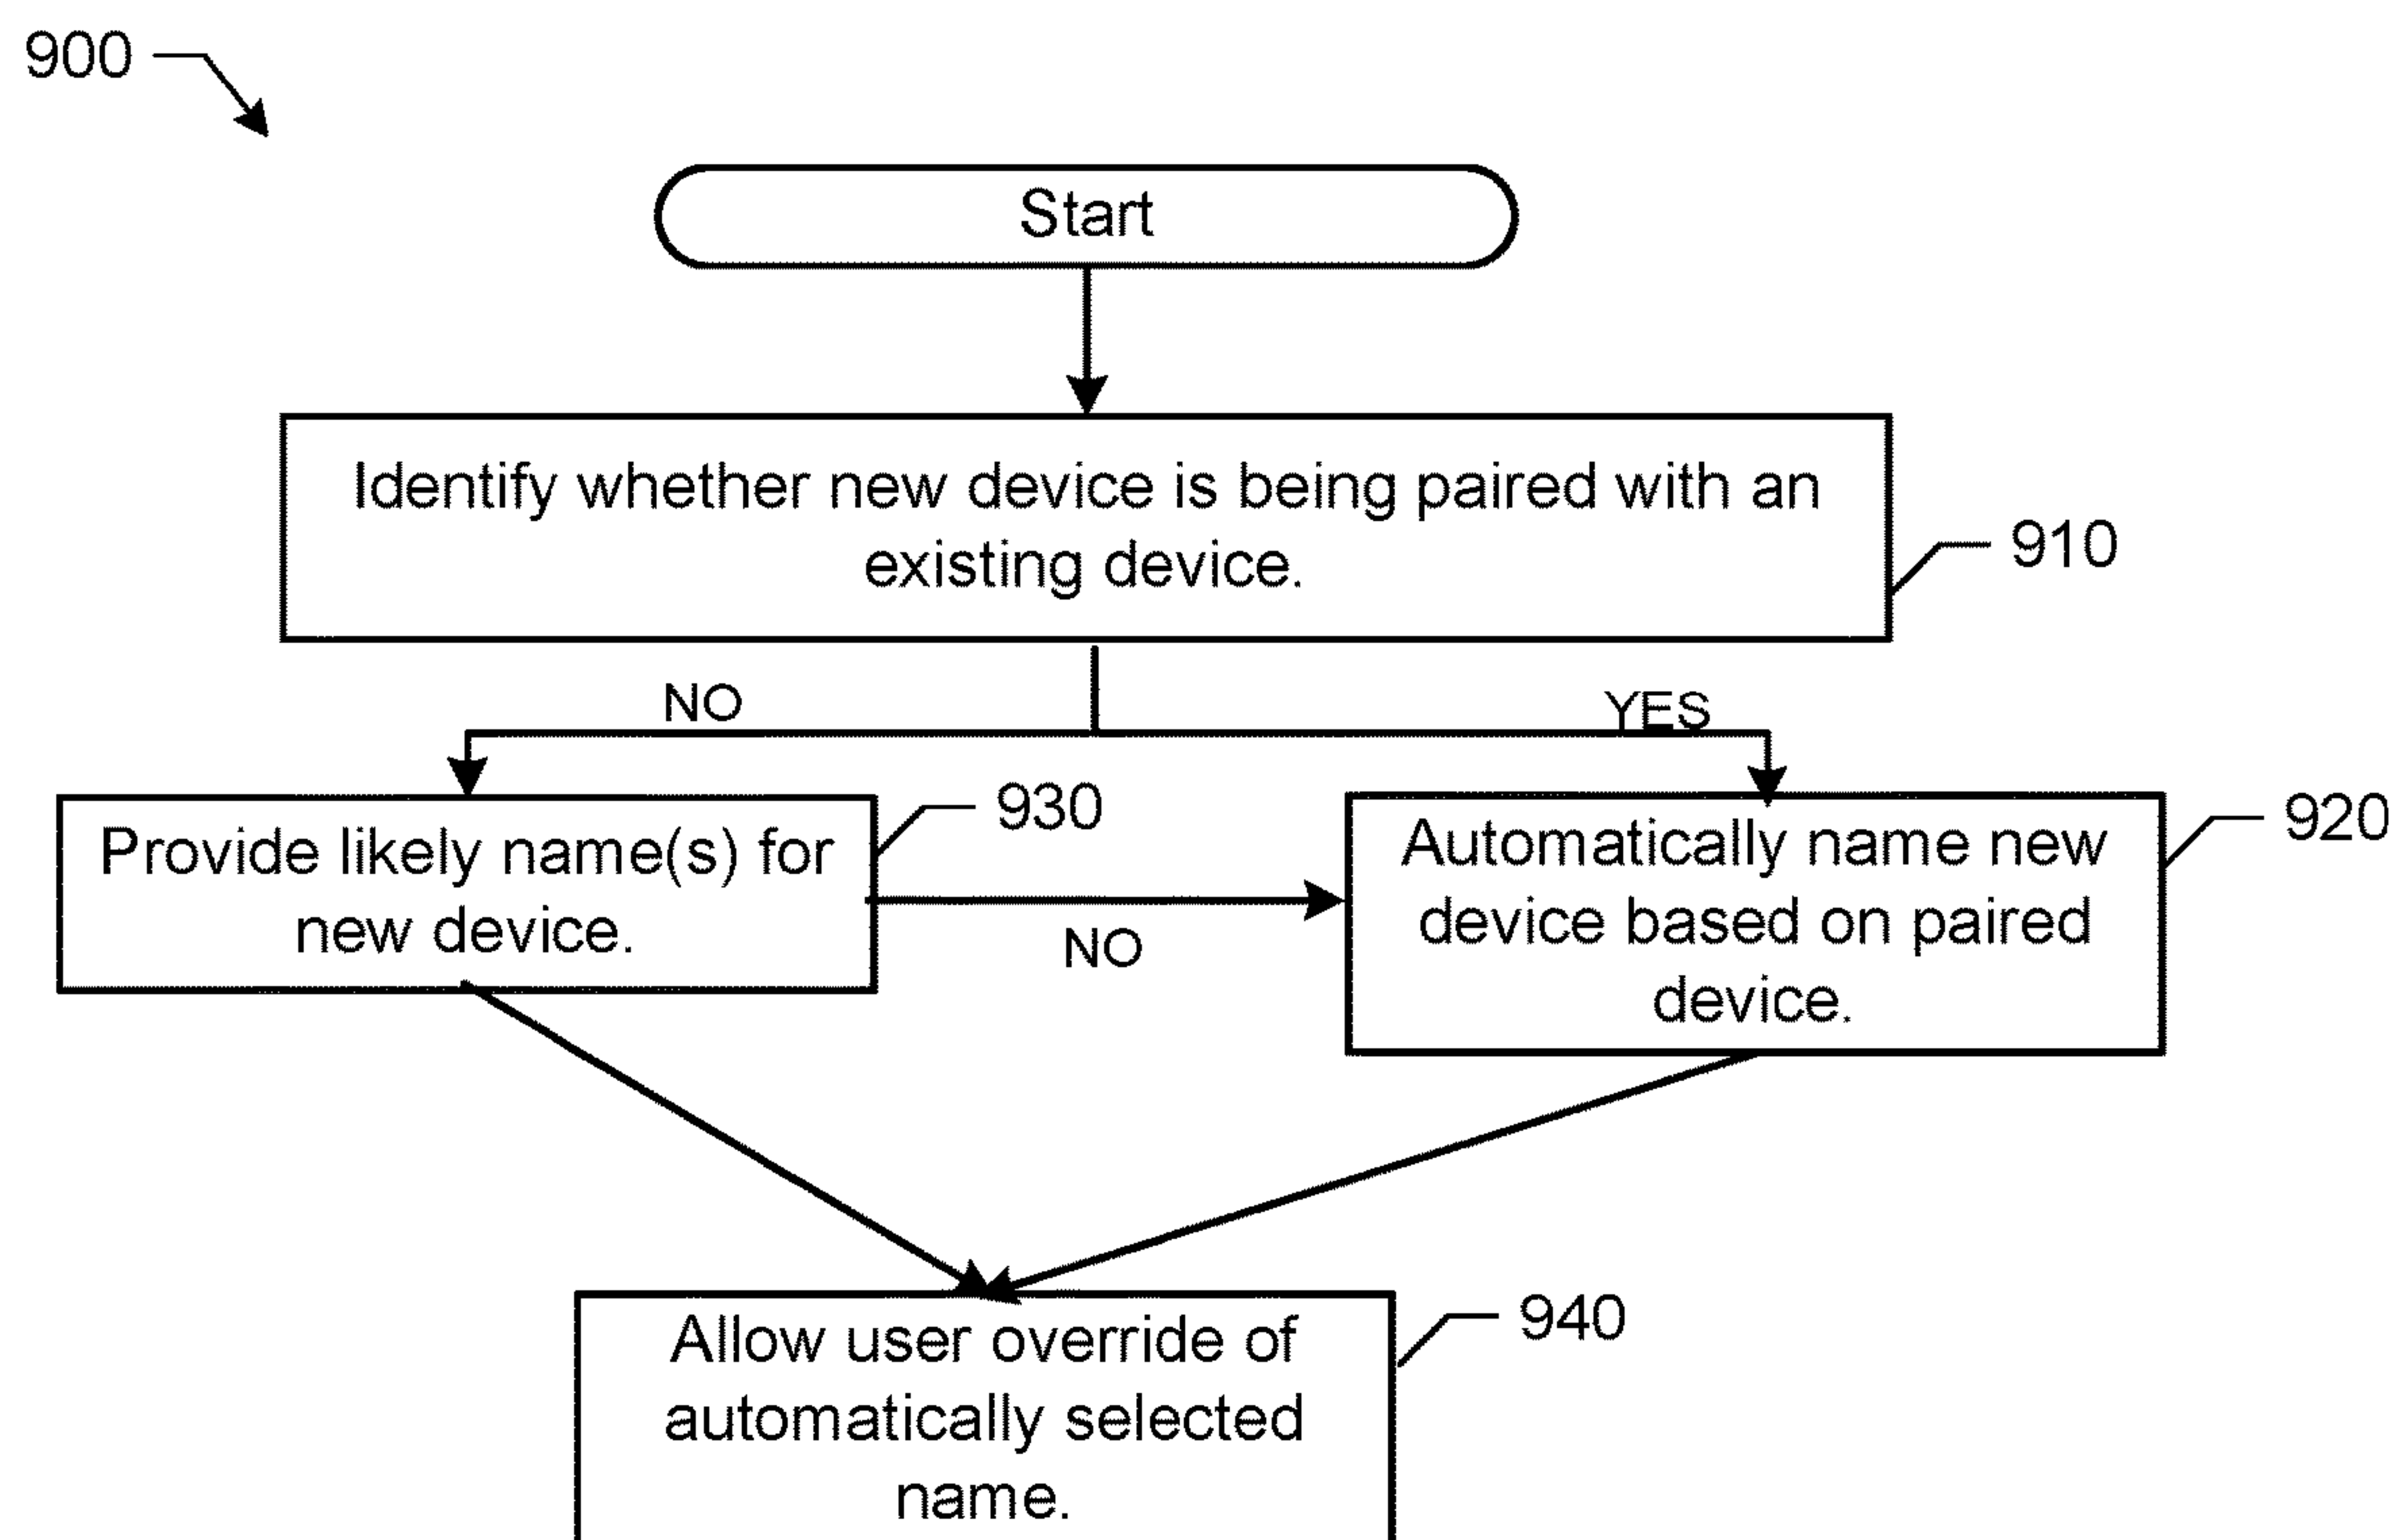 900
Start
Identify whether new device is being paired with an
existing device.
910
NO
YES
Provide likely name(s) for
new device.
930
NO
Automatically name new
device based on paired
device.
920
Allow user override of
automatically selected
name.
940